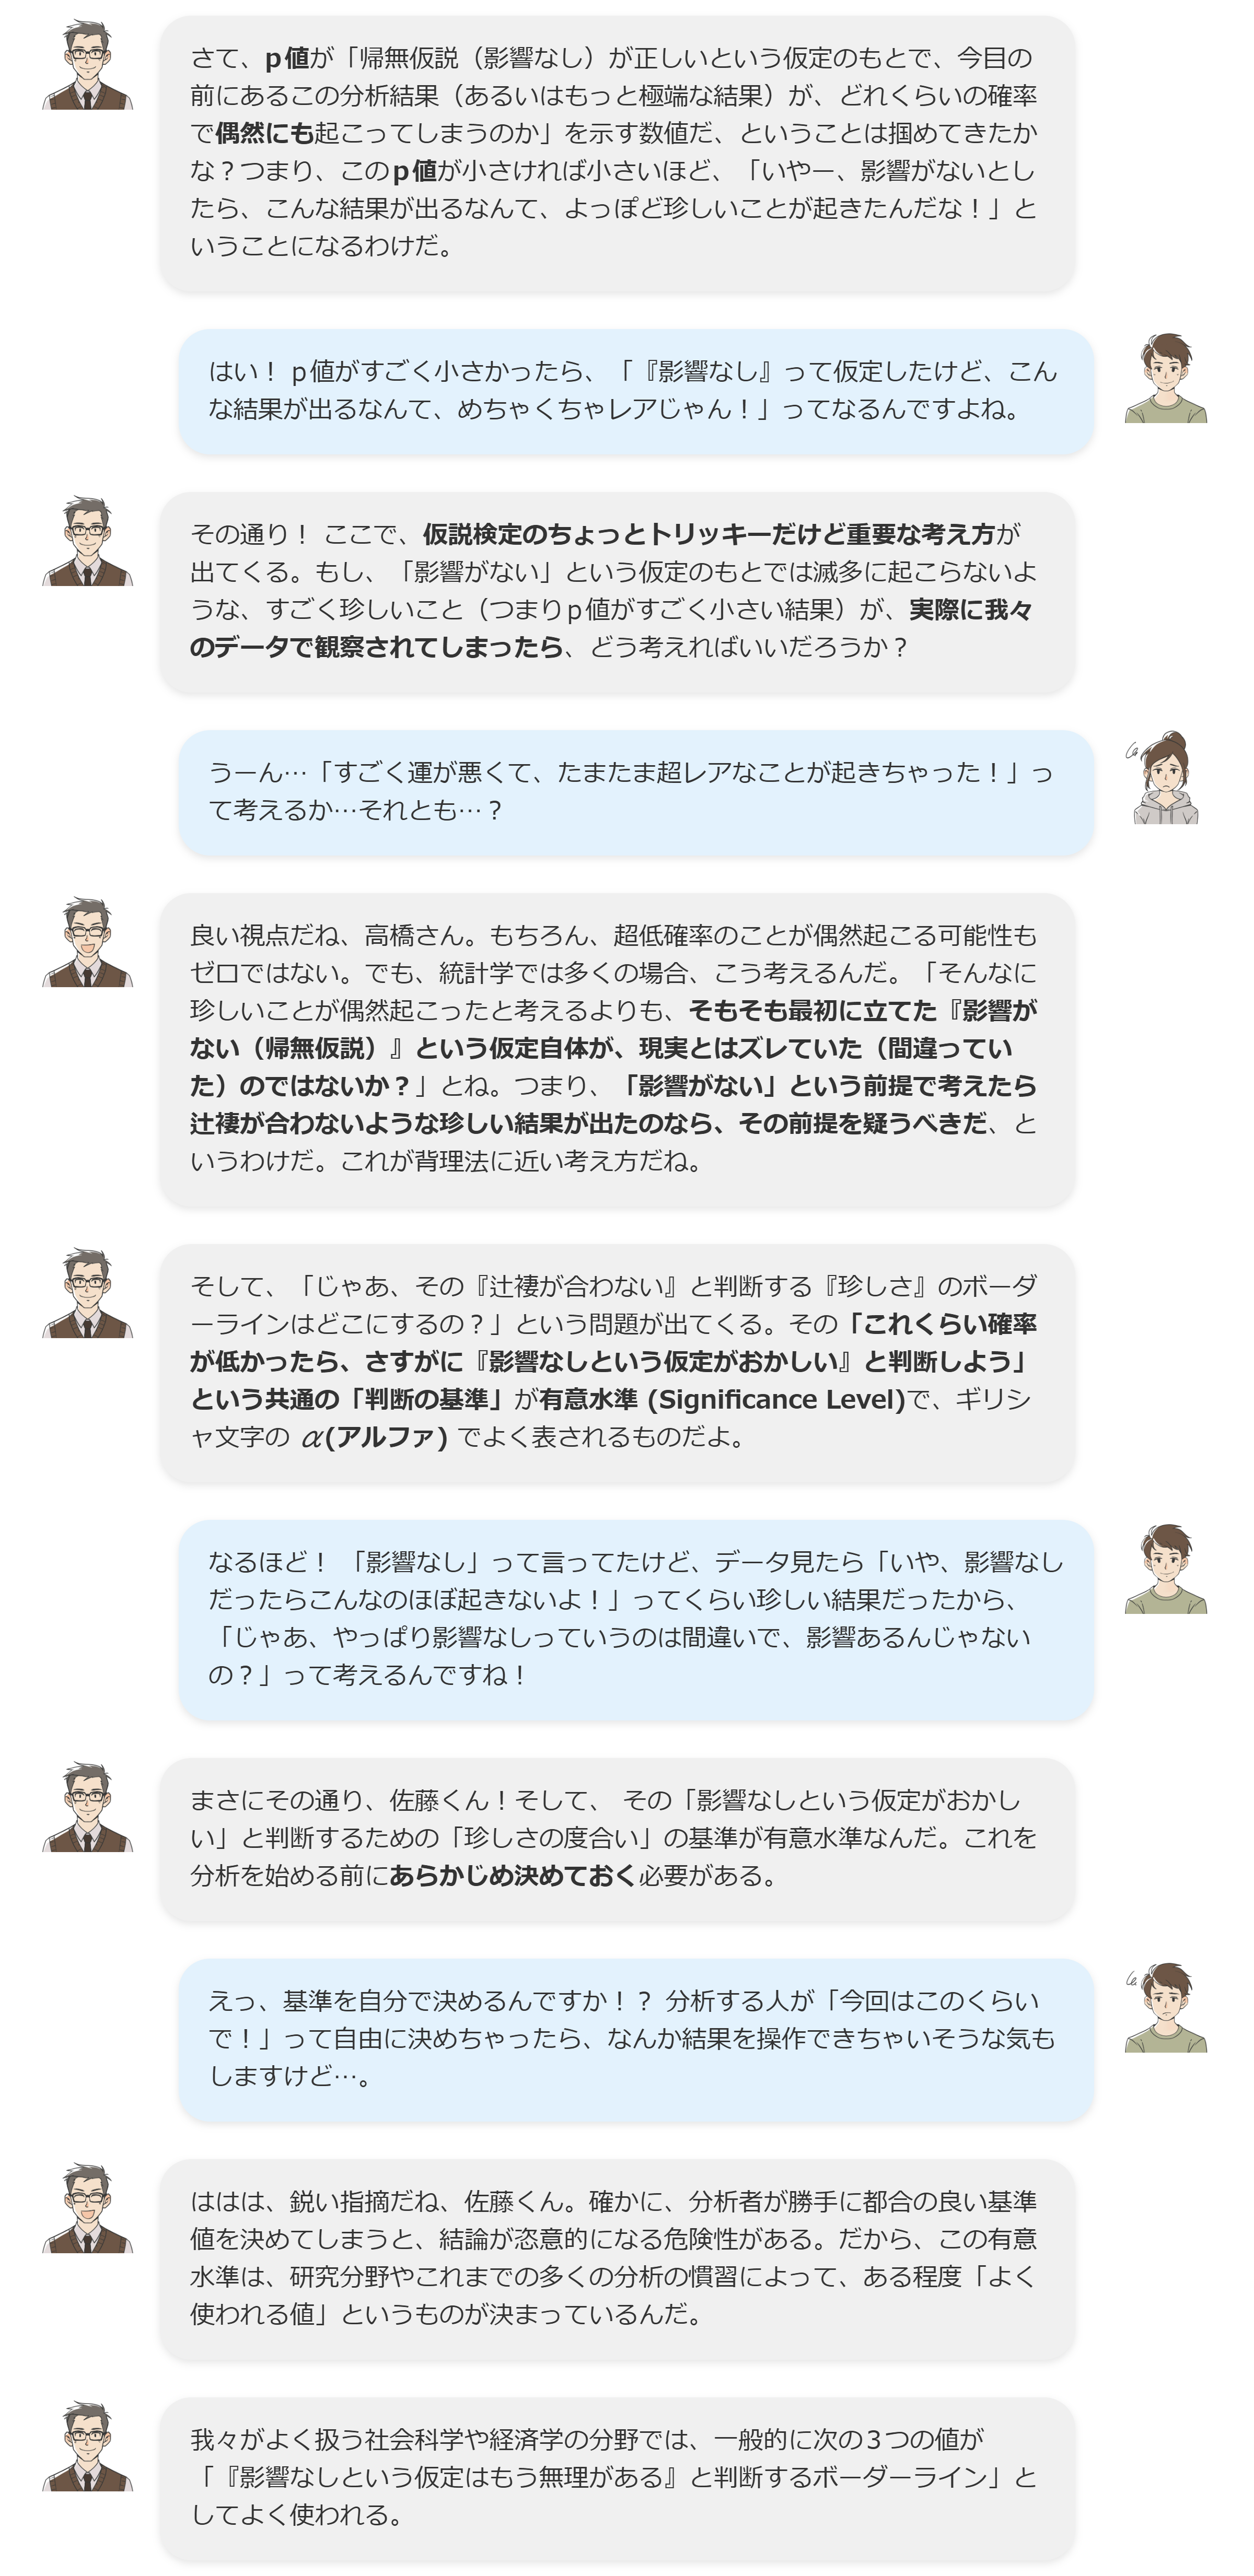 さて、p値が「帰無仮説（影響なし）が正しいという仮定のもとで、今目の
前にあるこの分析結果（あるいはもっと極端な結果）が、どれくらいの確率
で偶然にも起こってしまうのか」を示す数値だ、ということは掴めてきたか
な？つまり、このp値が小さければ小さいほど、「いやー、影響がないとし
たら、こんな結果が出るなんて、よっぽど珍しいことが起きたんだな！」と
いうことになるわけだ。
はい！ p値がすごく小さかったら、「『影響なし』って仮定したけど、こん
な結果が出るなんて、めちゃくちゃレアじゃん！」ってなるんですよね。
その通り！ ここで、仮説検定のちょっとトリッキーだけど重要な考え方が
出てくる。もし、「影響がない」という仮定のもとでは滅多に起こらないよ
うな、すごく珍しいこと（つまりp値がすごく小さい結果）が、実際に我々
のデータで観察されてしまったら、どう考えればいいだろうか？
うーん…「すごく運が悪くて、たまたま超レアなことが起きちゃった！」っ
て考えるか…それとも…？
良い視点だね、高橋さん。もちろん、超低確率のことが偶然起こる可能性も
ゼロではない。でも、統計学では多くの場合、こう考えるんだ。「そんなに
珍しいことが偶然起こったと考えるよりも、そもそも最初に立てた『影響が
ない（帰無仮説）』という仮定自体が、現実とはズレていた（間違ってい
た）のではないか？」とね。つまり、「影響がない」という前提で考えたら
辻褄が合わないような珍しい結果が出たのなら、その前提を疑うべきだ、と
いうわけだ。これが背理法に近い考え方だね。
そして、「じゃあ、その『辻褄が合わない』と判断する『珍しさ』のボーダ
ーラインはどこにするの？」という問題が出てくる。その「これくらい確率
が低かったら、さすがに『影響なしという仮定がおかしい』と判断しよう」
という共通の「判断の基準」が有意水準 (Significance Level)で、ギリシ
ャ文字の α(アルファ) でよく表されるものだよ。
なるほど！ 「影響なし」って言ってたけど、データ見たら「いや、影響なし
だったらこんなのほぼ起きないよ！」ってくらい珍しい結果だったから、
「じゃあ、やっぱり影響なしっていうのは間違いで、影響あるんじゃない
の？」って考えるんですね！
まさにその通り、佐藤くん！そして、 その「影響なしという仮定がおかし
い」と判断するための「珍しさの度合い」の基準が有意水準なんだ。これを
分析を始める前にあらかじめ決めておく必要がある。
えっ、基準を自分で決めるんですか！？ 分析する人が「今回はこのくらい
で！」って自由に決めちゃったら、なんか結果を操作できちゃいそうな気も
しますけど…。
ははは、鋭い指摘だね、佐藤くん。確かに、分析者が勝手に都合の良い基準
値を決めてしまうと、結論が恣意的になる危険性がある。だから、この有意
水準は、研究分野やこれまでの多くの分析の慣習によって、ある程度「よく
使われる値」というものが決まっているんだ。
我々がよく扱う社会科学や経済学の分野では、一般的に次の３つの値が
「『影響なしという仮定はもう無理がある』と判断するボーダーライン」と
してよく使われる。